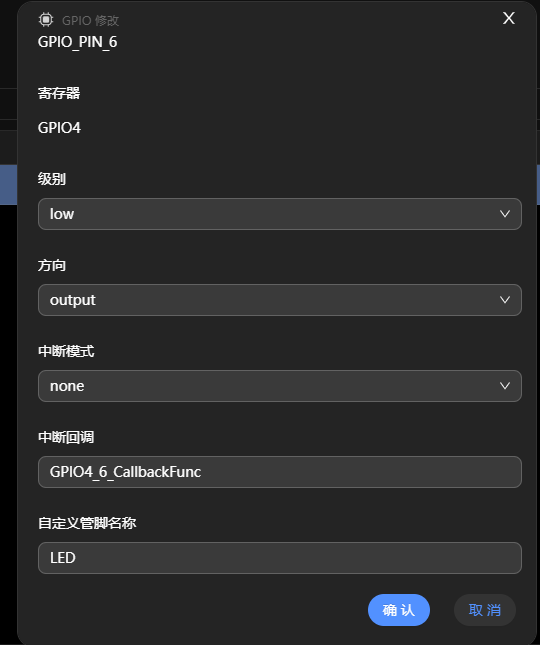 GPIO 修改
X
GPIO_PIN_6
寄存器
GPIO4
级别
low
方向
output
中断模式
none
中断回调
GPIO4_6_CallbackFunc
自定义管脚名称
LED
确 认
取 消